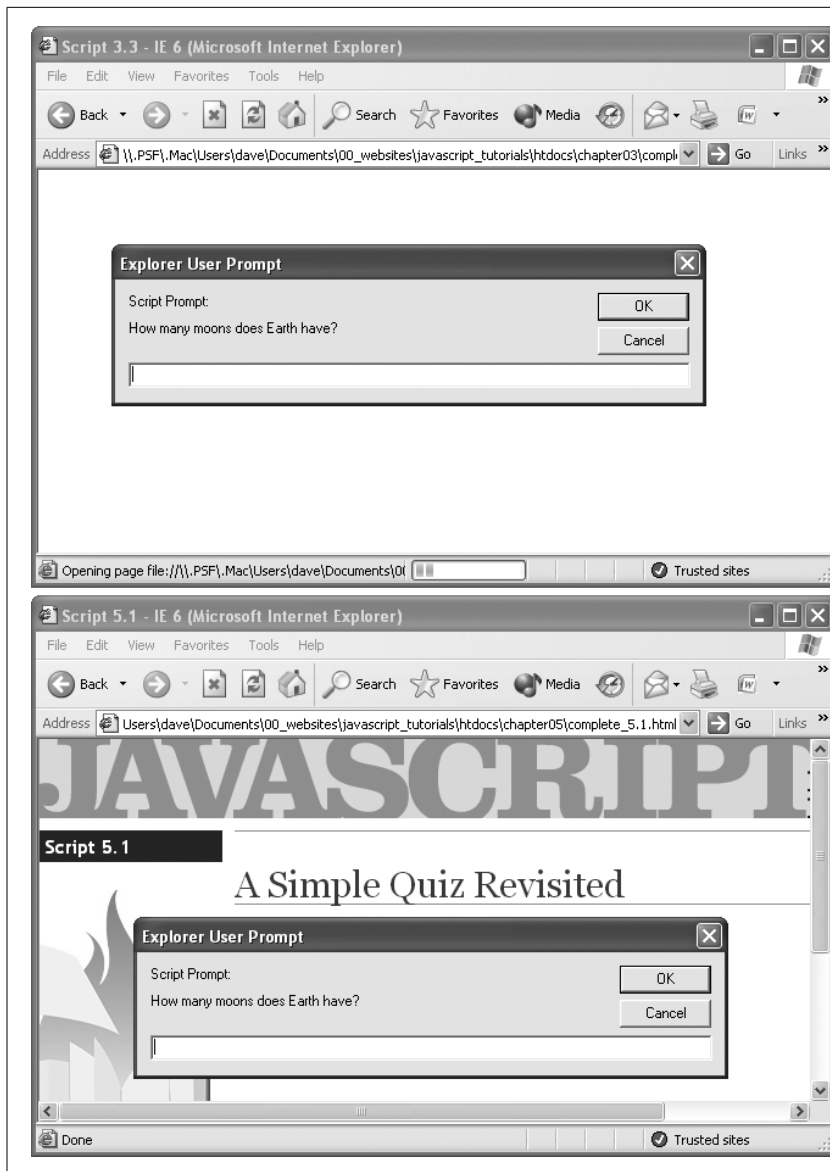 Script 3.3 - IE 6 (Microsoft Internet Explorer)
File Edit View Favorites Tools Help
Back Search Favorites Media W »
Address \\.PSF\.Mac\Users\dave\Documents\00_websites\javascript_tutorials\htdocs\chapter03\compl Go Links »
Explorer User Prompt
Script Prompt:
OK
How many moons does Earth have?
Cancel
Opening page file://\\.PSF\.Mac\Users\dave\Documents\0( Trusted sites
Script 5.1 - IE 6 (Microsoft Internet Explorer)
File Edit View Favorites Tools Help
Back Search Favorites Media W »
Address Users\dave\Documents\00_websites\javascript_tutorials\htdocs\chapter05\complete_5.1.html Go Links »
JAVASCRIPT
Script 5.1
A Simple Quiz Revisited
Explorer User Prompt
Script Prompt:
OK
How many moons does Earth have?
Cancel
Done Trusted sites